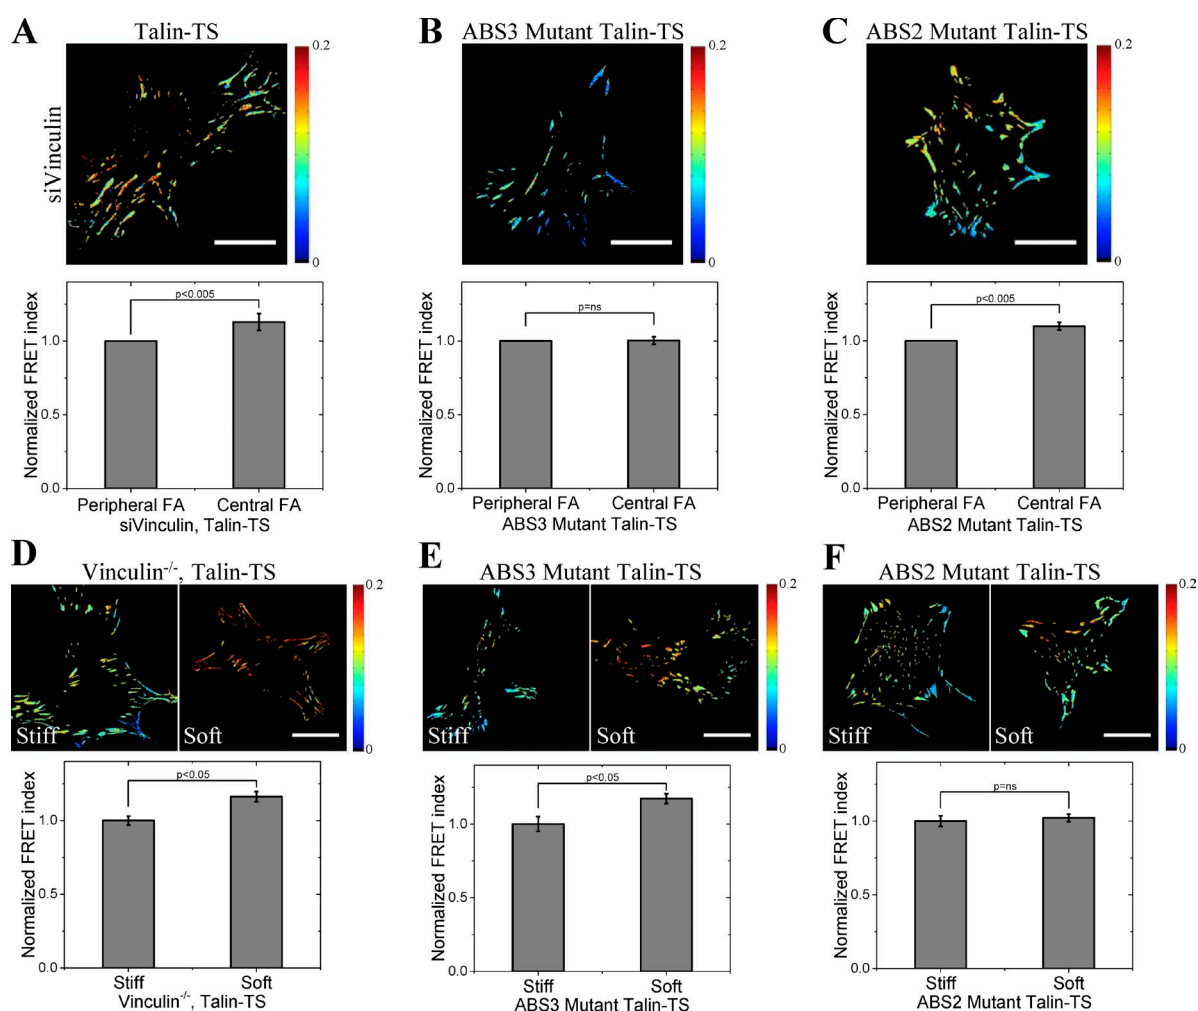 A
Talin-TS
siVinculin
0.2
0
Normalized FRET index
1.0
0.5
0.0
p<0.005
Peripheral FA
Central FA
siVinculin, Talin-TS
B
ABS3 Mutant Talin-TS
0.2
0
Normalized FRET index
1.0
0.5
0.0
p=ns
Peripheral FA
Central FA
ABS3 Mutant Talin-TS
C
ABS2 Mutant Talin-TS
0.2
0
Normalized FRET index
1.0
0.5
0.0
p<0.005
Peripheral FA
Central FA
ABS2 Mutant Talin-TS
D
Vinculin-/-, Talin-TS
Stiff
Soft
0.2
0
Normalized FRET index
1.0
0.5
0.0
p<0.05
Stiff
Soft
Vinculin-/-, Talin-TS
E
ABS3 Mutant Talin-TS
Stiff
Soft
0.2
0
Normalized FRET index
1.0
0.5
0.0
p<0.05
Stiff
Soft
ABS3 Mutant Talin-TS
F
ABS2 Mutant Talin-TS
Stiff
Soft
0.2
0
Normalized FRET index
1.0
0.5
0.0
p=ns
Stiff
Soft
ABS2 Mutant Talin-TS